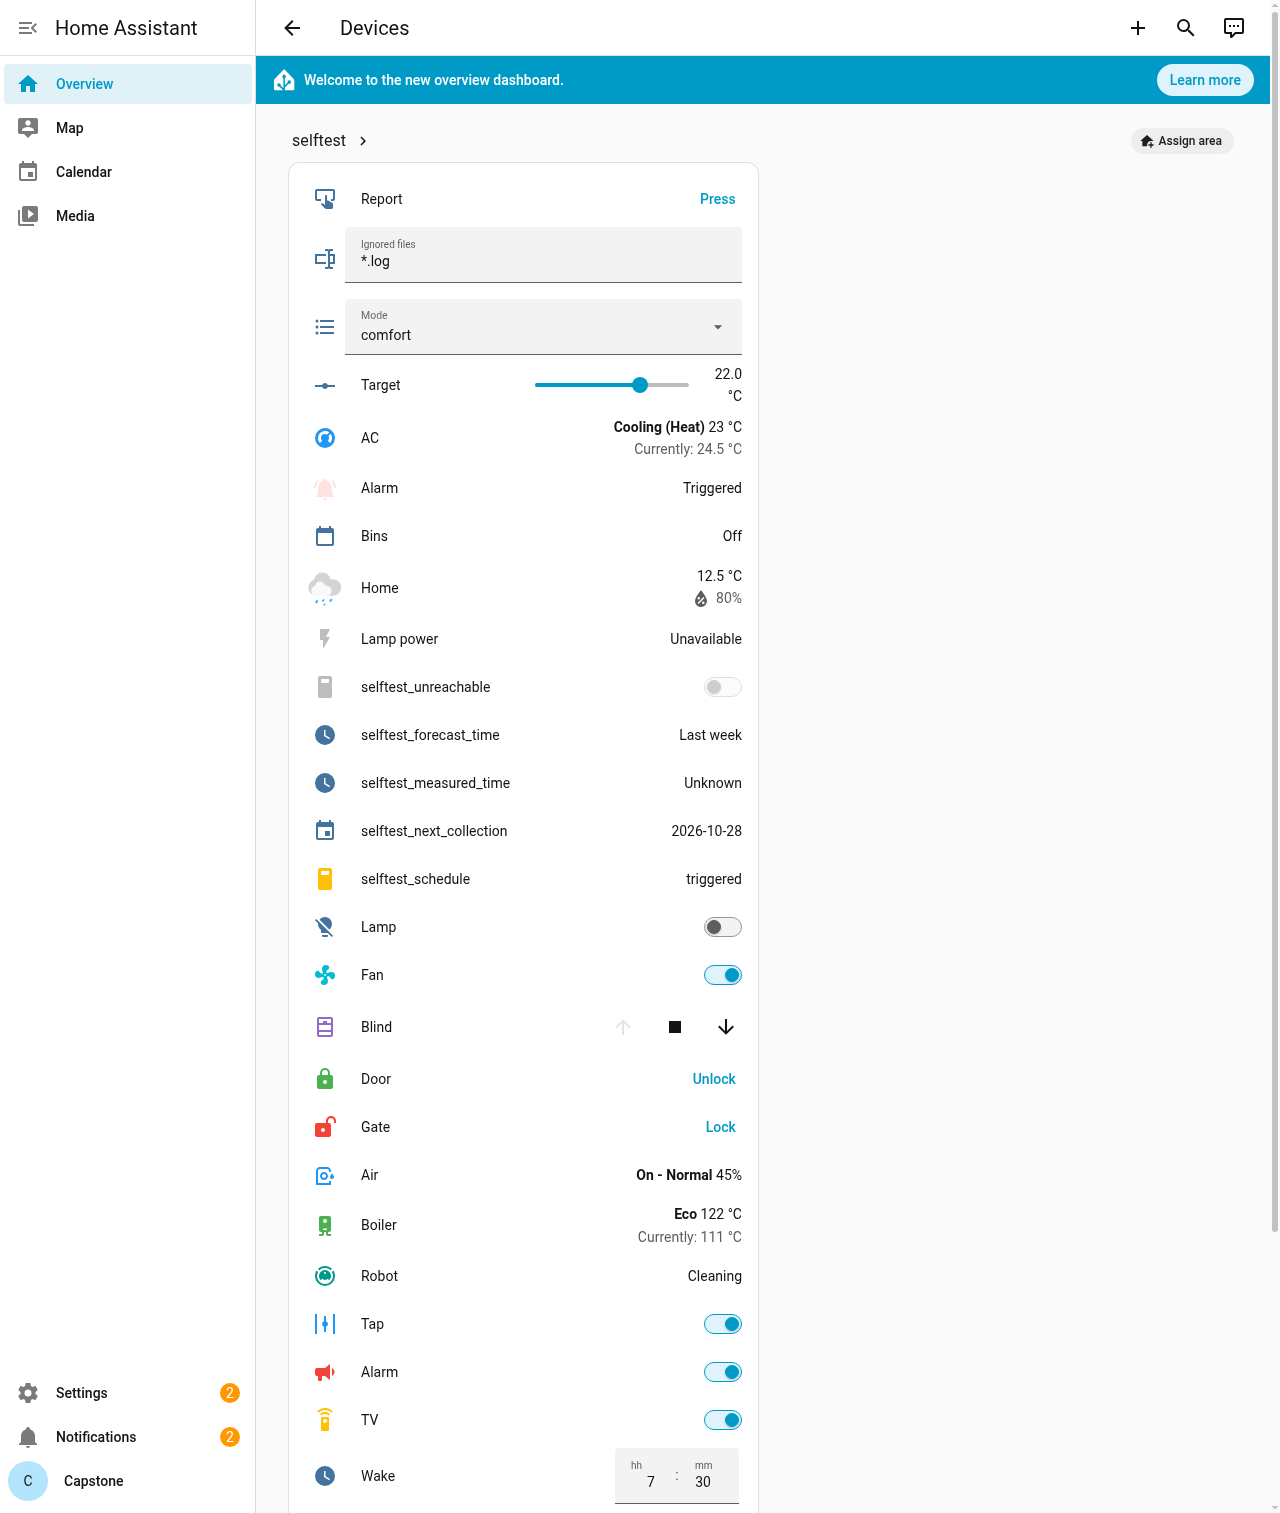 Home Assistant
Devices
Overview
Map
Calendar
Media
Settings 2
Notifications 2
C Capstone
Welcome to the new overview dashboard.
Learn more
selftest
Assign area
Report Press
Ignored files
*.log
Mode
comfort
Target 22.0 °C
AC Cooling (Heat) 23 °C
Currently: 24.5 °C
Alarm Triggered
Bins Off
Home 12.5 °C
80%
Lamp power Unavailable
selftest_unreachable
selftest_forecast_time Last week
selftest_measured_time Unknown
selftest_next_collection 2026-10-28
selftest_schedule triggered
Lamp
Fan
Blind
Door Unlock
Gate Lock
Air On - Normal 45%
Boiler Eco 122 °C
Currently: 111 °C
Robot Cleaning
Tap
Alarm
TV
Wake hh mm
7 : 30